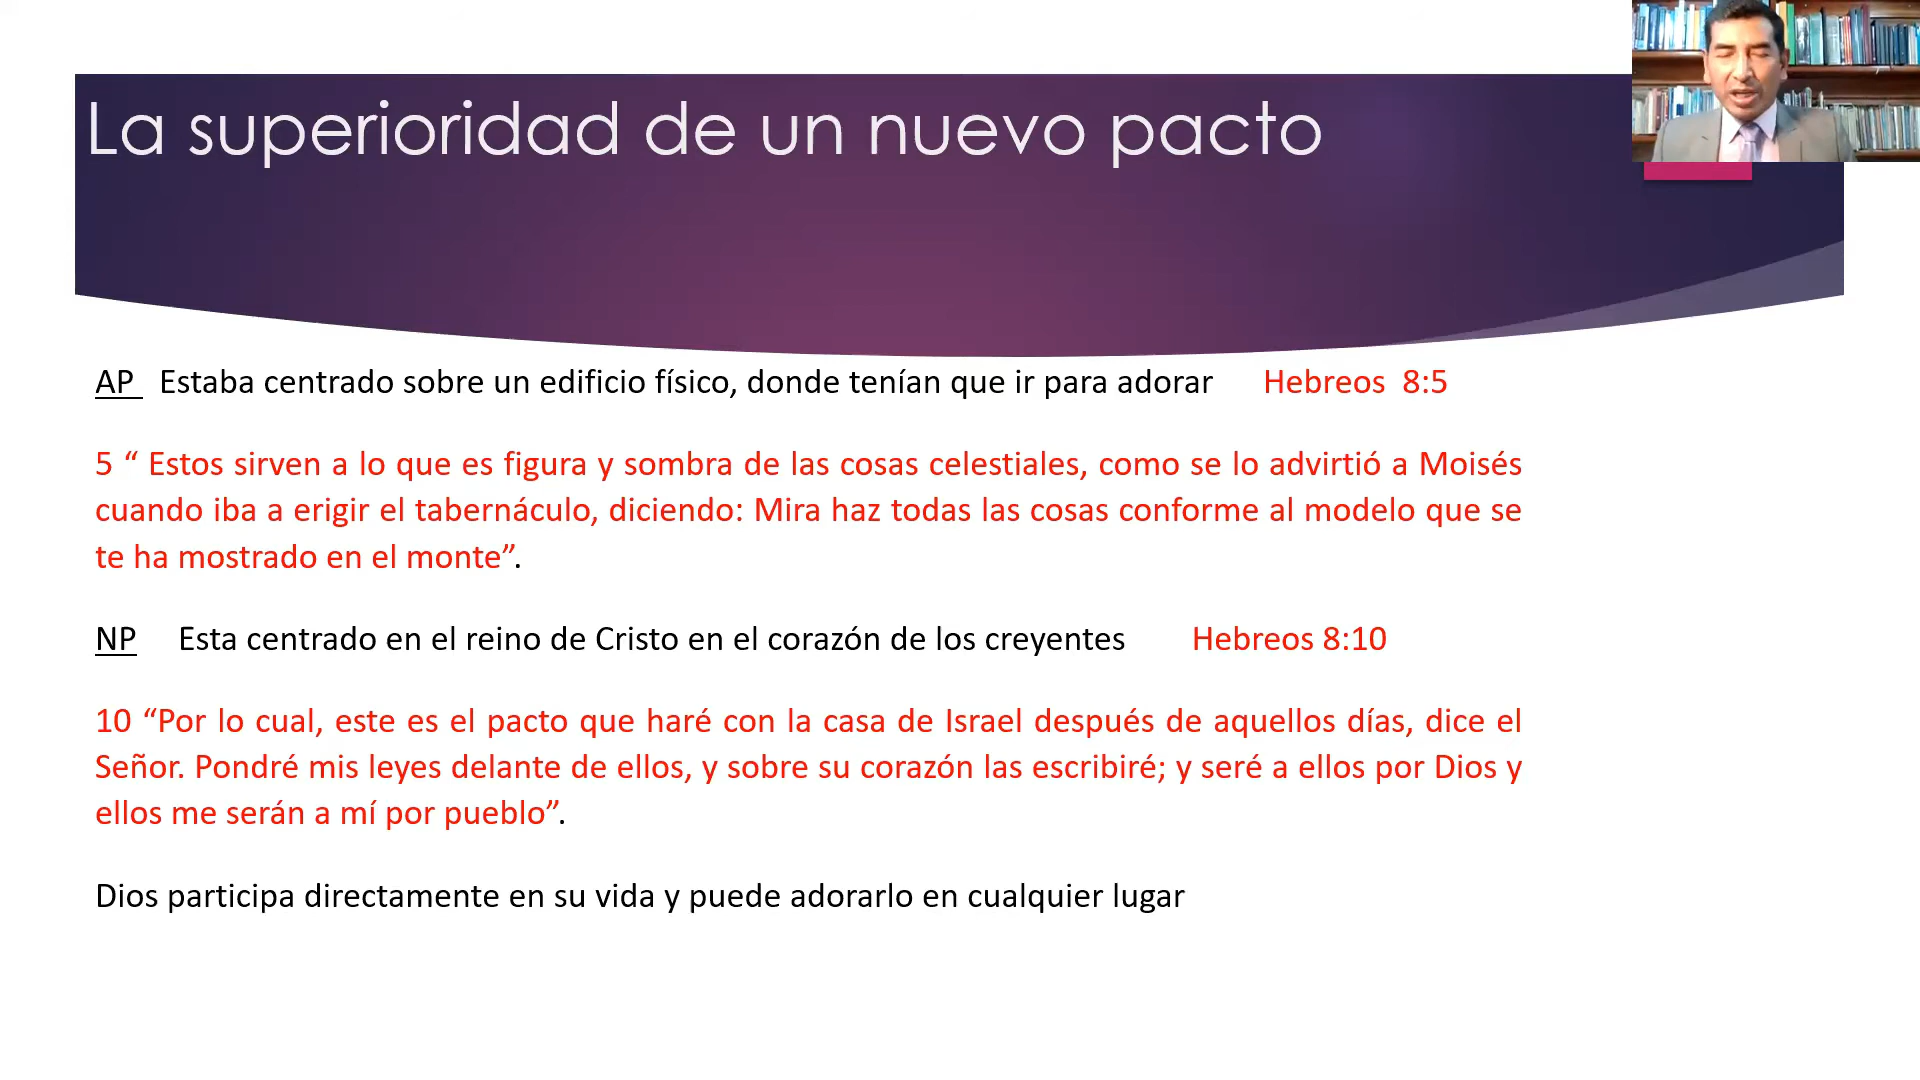 La superioridad de un nuevo pacto
AP Estaba centrado sobre un edificio físico, donde tenían que ir para adorar Hebreos 8:5
5 “ Estos sirven a lo que es figura y sombra de las cosas celestiales, como se lo advirtió a Moisés
cuando iba a erigir el tabernáculo, diciendo: Mira haz todas las cosas conforme al modelo que se
te ha mostrado en el monte”.
NP Esta centrado en el reino de Cristo en el corazón de los creyentes Hebreos 8:10
10 “Por lo cual, este es el pacto que haré con la casa de Israel después de aquellos días, dice el
Señor. Pondré mis leyes delante de ellos, y sobre su corazón las escribiré; y seré a ellos por Dios y
ellos me serán a mí por pueblo”.
Dios participa directamente en su vida y puede adorarlo en cualquier lugar